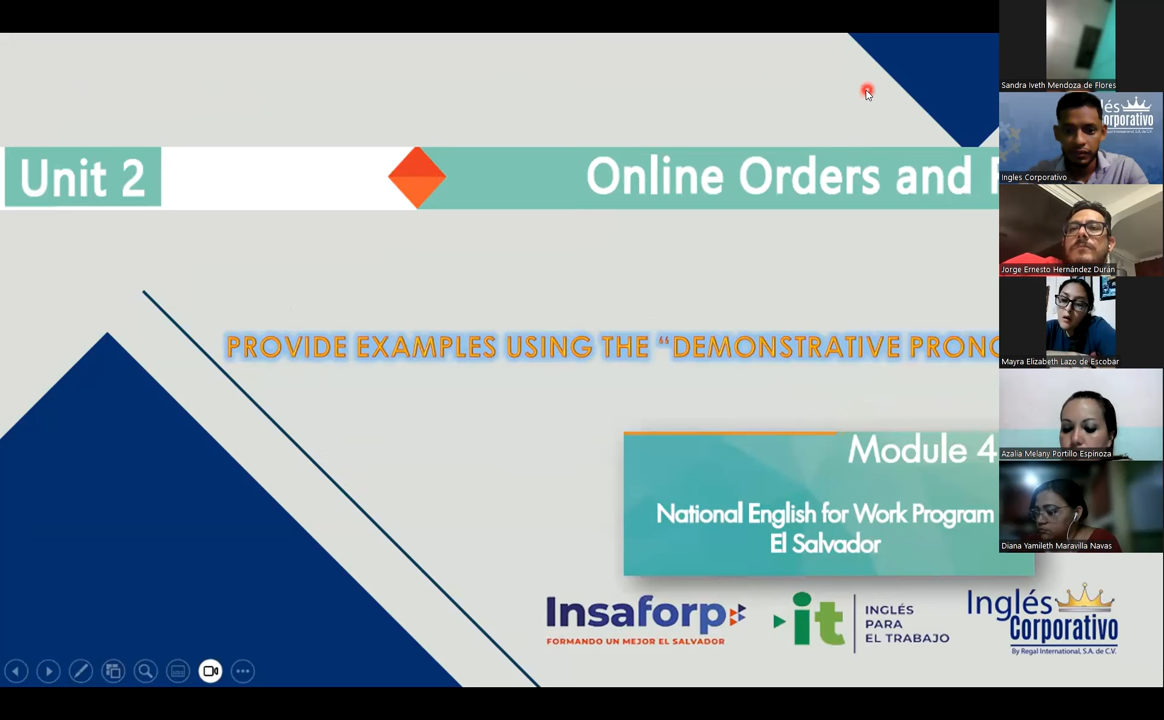 Unit 2
Online Orders and
PROVIDE EXAMPLES USING THE “DEMONSTRATIVE PRONO
Module 4
National English for Work Program
El Salvador
Insaforp
FORMANDO UN MEJOR EL SALVADOR
it
INGLÉS
PARA
EL TRABAJO
Inglés
Corporativo
By Regal International, S.A. de C.V.
Sandra Iveth Mendoza de Flores
és
orporativo
Ingles Corporativo
Jorge Ernesto Hernández Durán
Mayra Elizabeth Lazo de Escobar
Azalia Melany Portillo Espinoza
Diana Yamileth Maravilla Navas